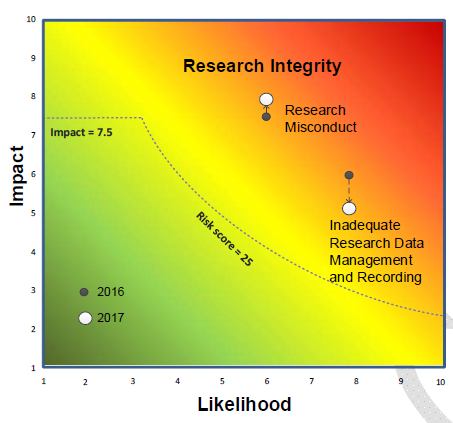 10
9
8
7
6
5
4
3
2
1
Impact
Research Integrity
Research
Misconduct
Impact = 7.5
Risk score = 25
Inadequate
Research Data
Management
and Recording
2016
2017
1
2
3
4
5
6
7
8
9
10
Likelihood